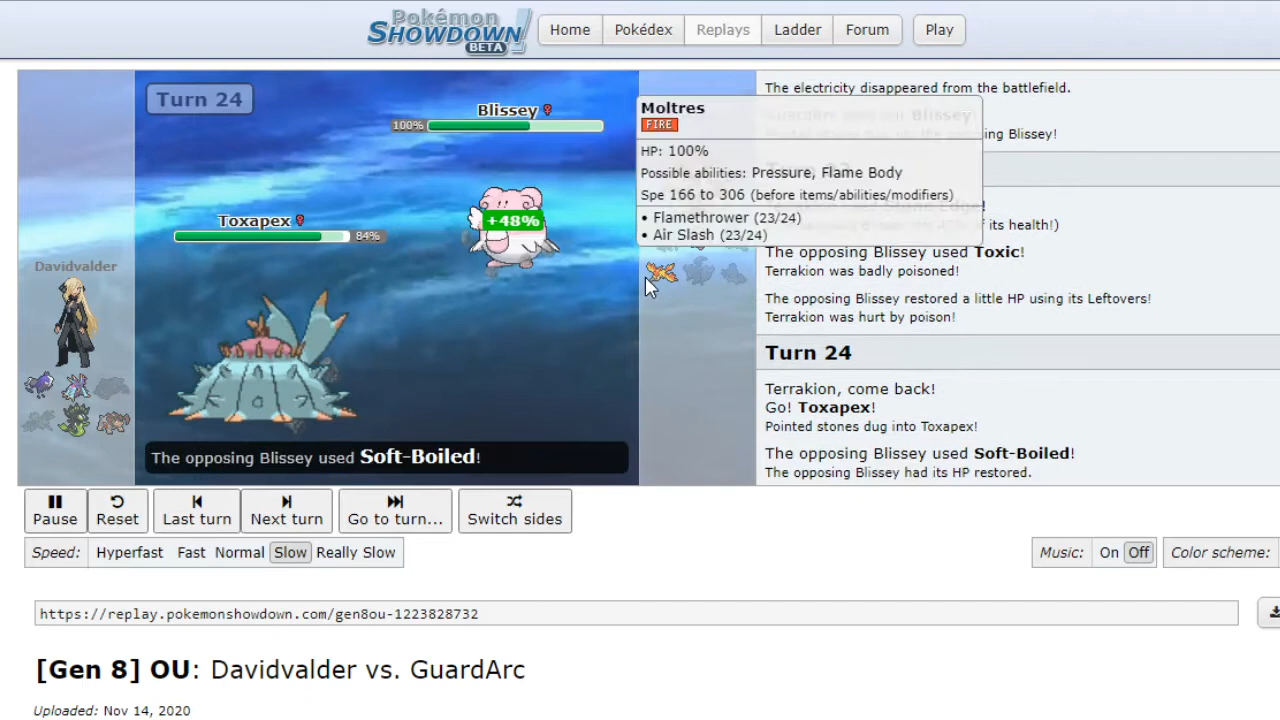 Pokémon
SHOWDOWN
BETA
Home
Pokédex
Replays
Ladder
Forum
Play
Turn 24
Blissey
100%
+48%
Toxapex
84%
Davidvalder
The opposing Blissey used Soft-Boiled!
Moltres
FIRE
HP: 100%
Possible abilities: Pressure, Flame Body
Spe 166 to 306 (before items/abilities/modifiers)
• Flamethrower (23/24)
• Air Slash (23/24)
The electricity disappeared from the battlefield.
Blissey!
the opposing Blissey!
its health!)
The opposing Blissey used Toxic!
Terrakion was badly poisoned!
The opposing Blissey restored a little HP using its Leftovers!
Terrakion was hurt by poison!
Turn 24
Terrakion, come back!
Go! Toxapex!
Pointed stones dug into Toxapex!
The opposing Blissey used Soft-Boiled!
The opposing Blissey had its HP restored.
Pause
Reset
Last turn
Next turn
Go to turn...
Switch sides
Speed:
Hyperfast
Fast
Normal
Slow
Really Slow
Music:
On
Off
Color scheme:
https://replay.pokemonshowdown.com/gen8ou-1223828732
[Gen 8] OU: Davidvalder vs. GuardArc
Uploaded: Nov 14, 2020